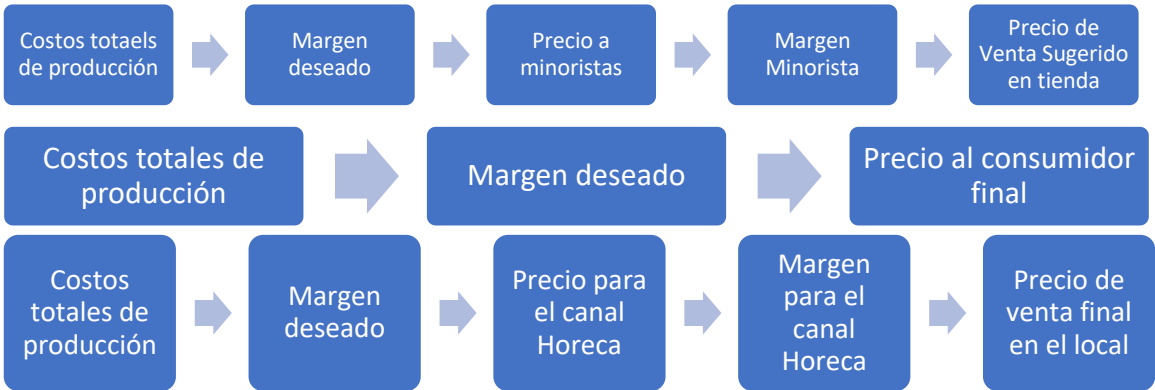 Costos totaels
de producción
Margen
deseado
Precio a
minoristas
Margen
Minorista
Precio de
Venta Sugerido
en tienda
Costos totales de
producción
Margen deseado
Precio al consumidor
final
Costos
totales de
producción
Margen
deseado
Precio para
el canal
Horeca
Margen
para el
canal
Horeca
Precio de
venta final
en el local